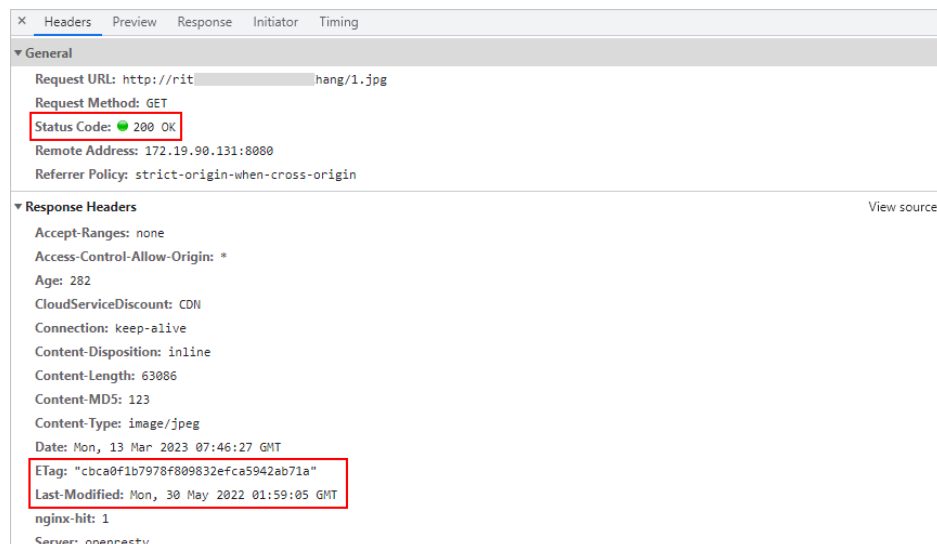 × Headers Preview Response Initiator Timing
▼ General
Request URL: http://rit hang/1.jpg
Request Method: GET
Status Code: 200 OK
Remote Address: 172.19.90.131:8080
Referrer Policy: strict-origin-when-cross-origin
▼ Response Headers View source
Accept-Ranges: none
Access-Control-Allow-Origin: *
Age: 282
CloudServiceDiscount: CDN
Connection: keep-alive
Content-Disposition: inline
Content-Length: 63086
Content-MD5: 123
Content-Type: image/jpeg
Date: Mon, 13 Mar 2023 07:46:27 GMT
ETag: "cbca0f1b7978f809832efca5942ab71a"
Last-Modified: Mon, 30 May 2022 01:59:05 GMT
nginx-hit: 1
Server: openresty